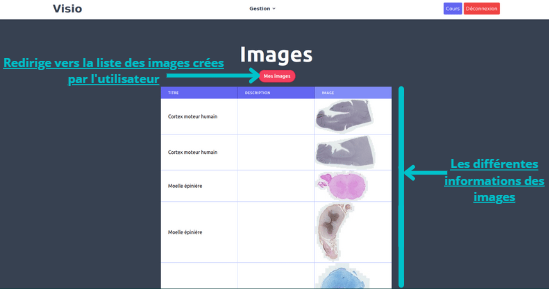 Visio
Gestion
Cours
Déconnexion
Images
Redirige vers la liste des images crées
par l'utilisateur
Mes images
TITRE
DESCRIPTION
IMAGE
Cortex moteur humain
Cortex moteur humain
Moelle épinière
Moelle épinière
Les différentes
informations des
images